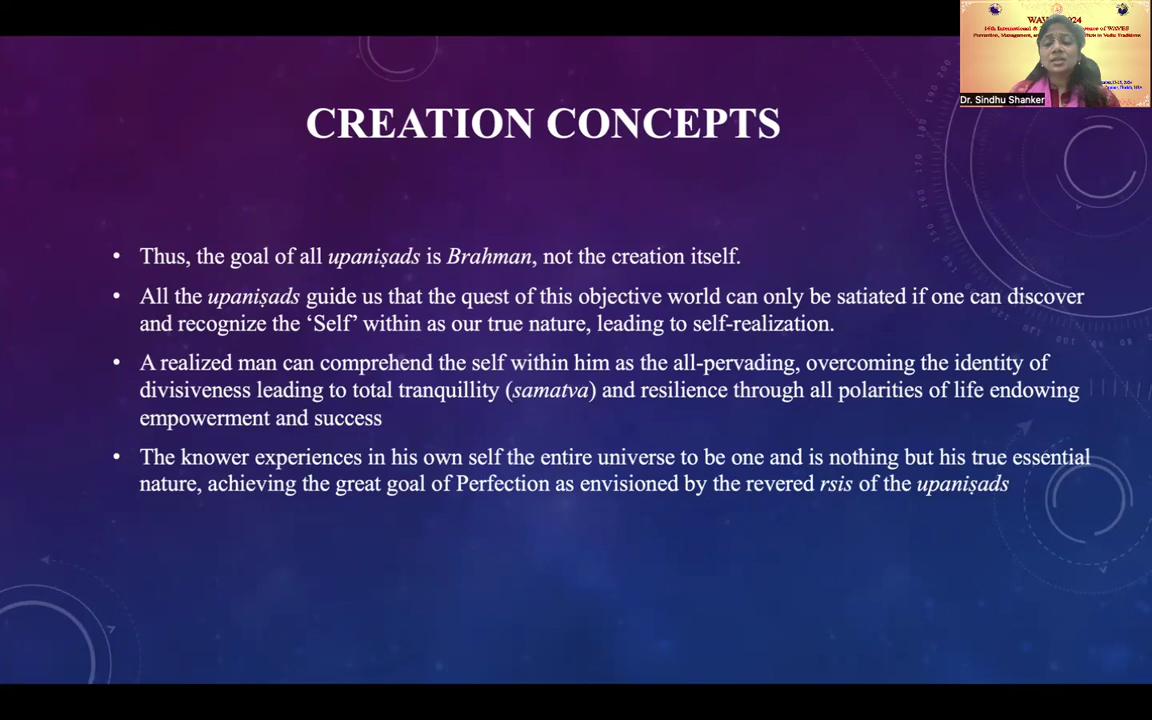 WAVES 2024
Dr. Sindhu Shanker
CREATION CONCEPTS
• Thus, the goal of all upaniṣads is Brahman, not the creation itself.
• All the upaniṣads guide us that the quest of this objective world can only be satiated if one can discover
and recognize the ‘Self’ within as our true nature, leading to self-realization.
• A realized man can comprehend the self within him as the all-pervading, overcoming the identity of
divisiveness leading to total tranquillity (samatva) and resilience through all polarities of life endowing
empowerment and success
• The knower experiences in his own self the entire universe to be one and is nothing but his true essential
nature, achieving the great goal of Perfection as envisioned by the revered rsis of the upaniṣads